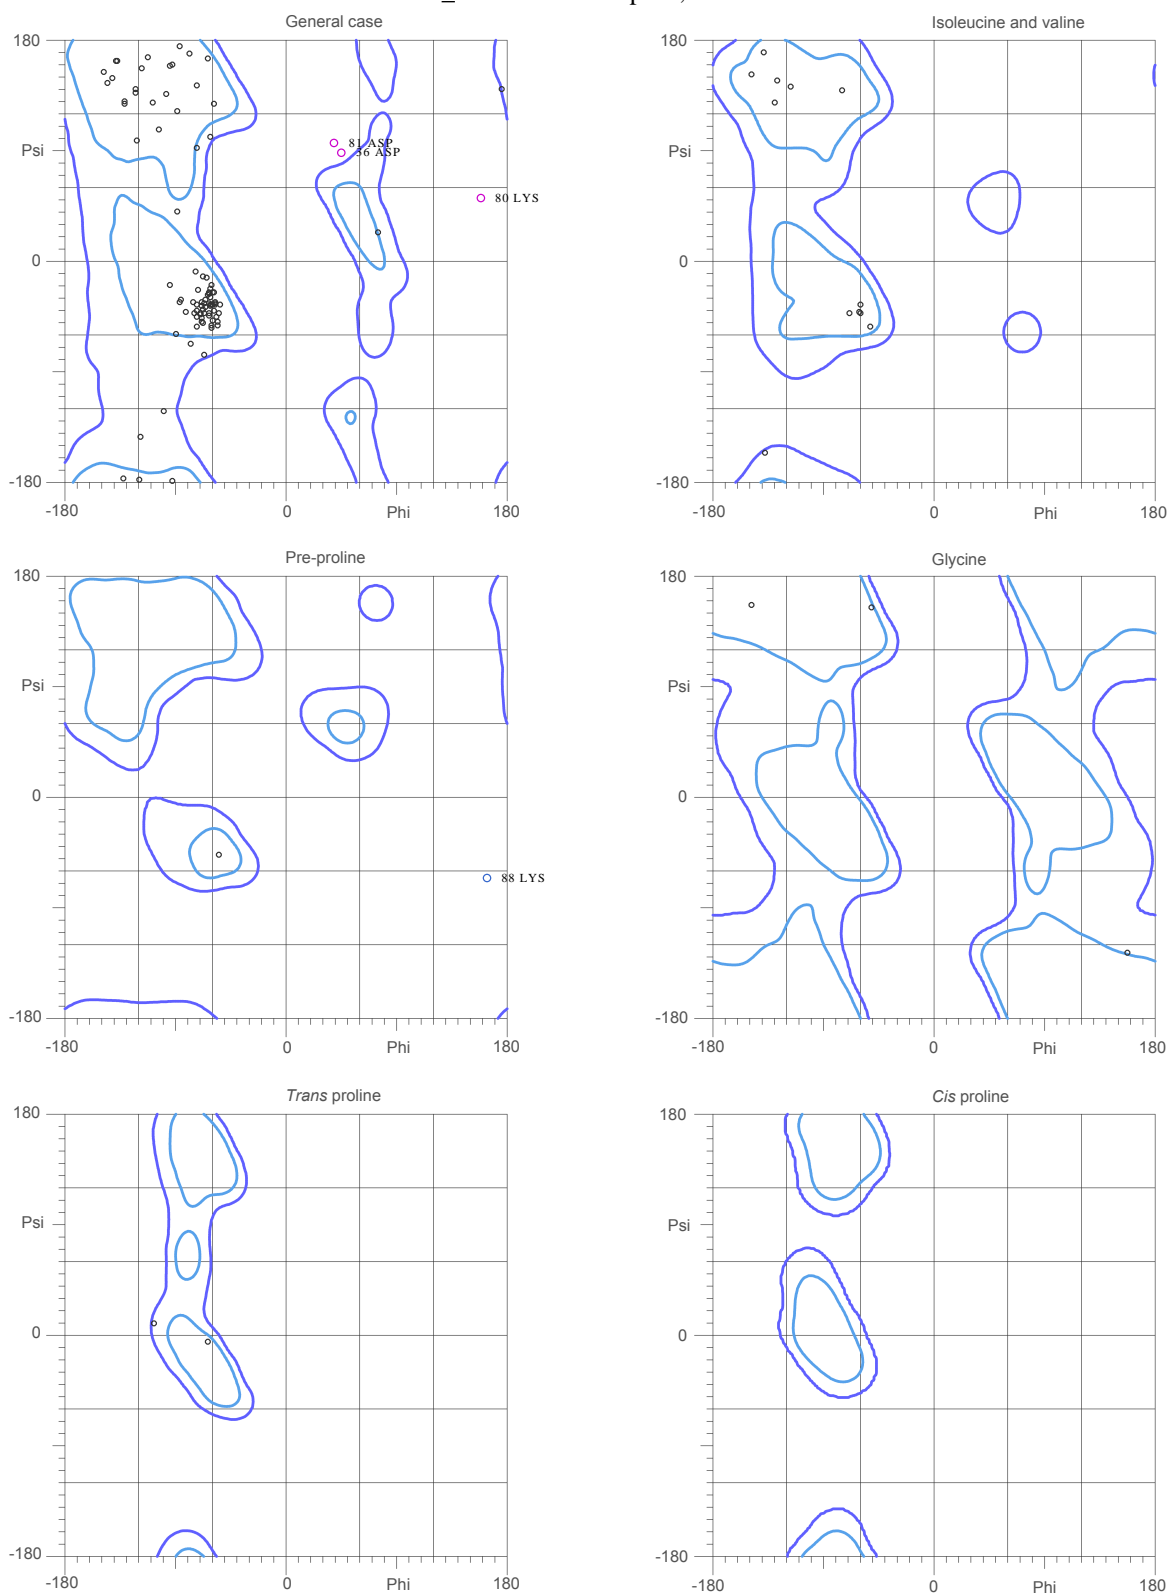 General case
Isoleucine and valine
180
180
81 ASP
56 ASP
Psi
Psi
80 LYS
0
0
-180
-180
-180
0
Phi
180
-180
0
Phi
180
Pre-proline
Glycine
180
180
Psi
Psi
0
0
88 LYS
-180
-180
-180
0
Phi
180
-180
0
Phi
180
Trans proline
Cis proline
180
180
Psi
Psi
0
0
-180
-180
-180
0
Phi
180
-180
0
Phi
180